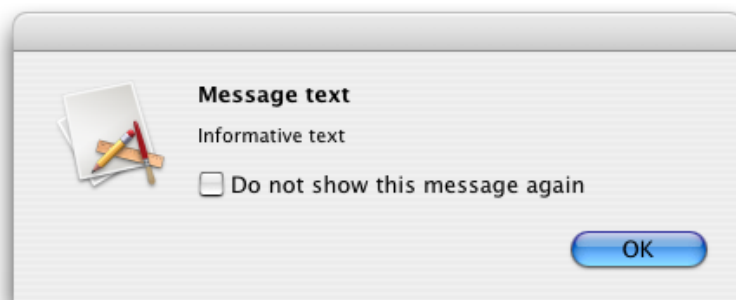 Message text
Informative text
Do not show this message again
OK